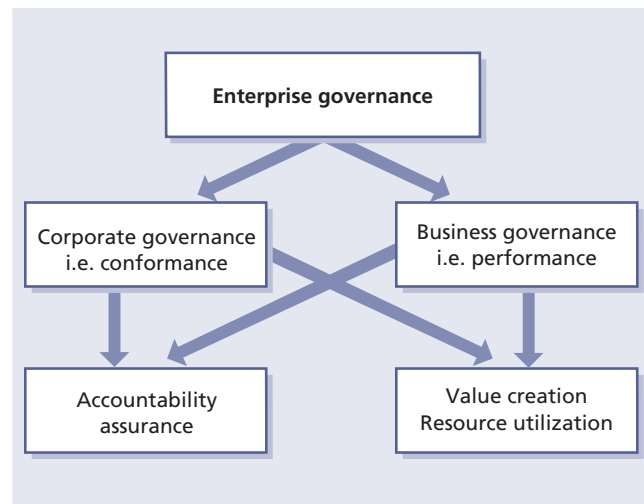 Enterprise governance
Corporate governance
i.e. conformance
Business governance
i.e. performance
Accountability
assurance
Value creation
Resource utilization